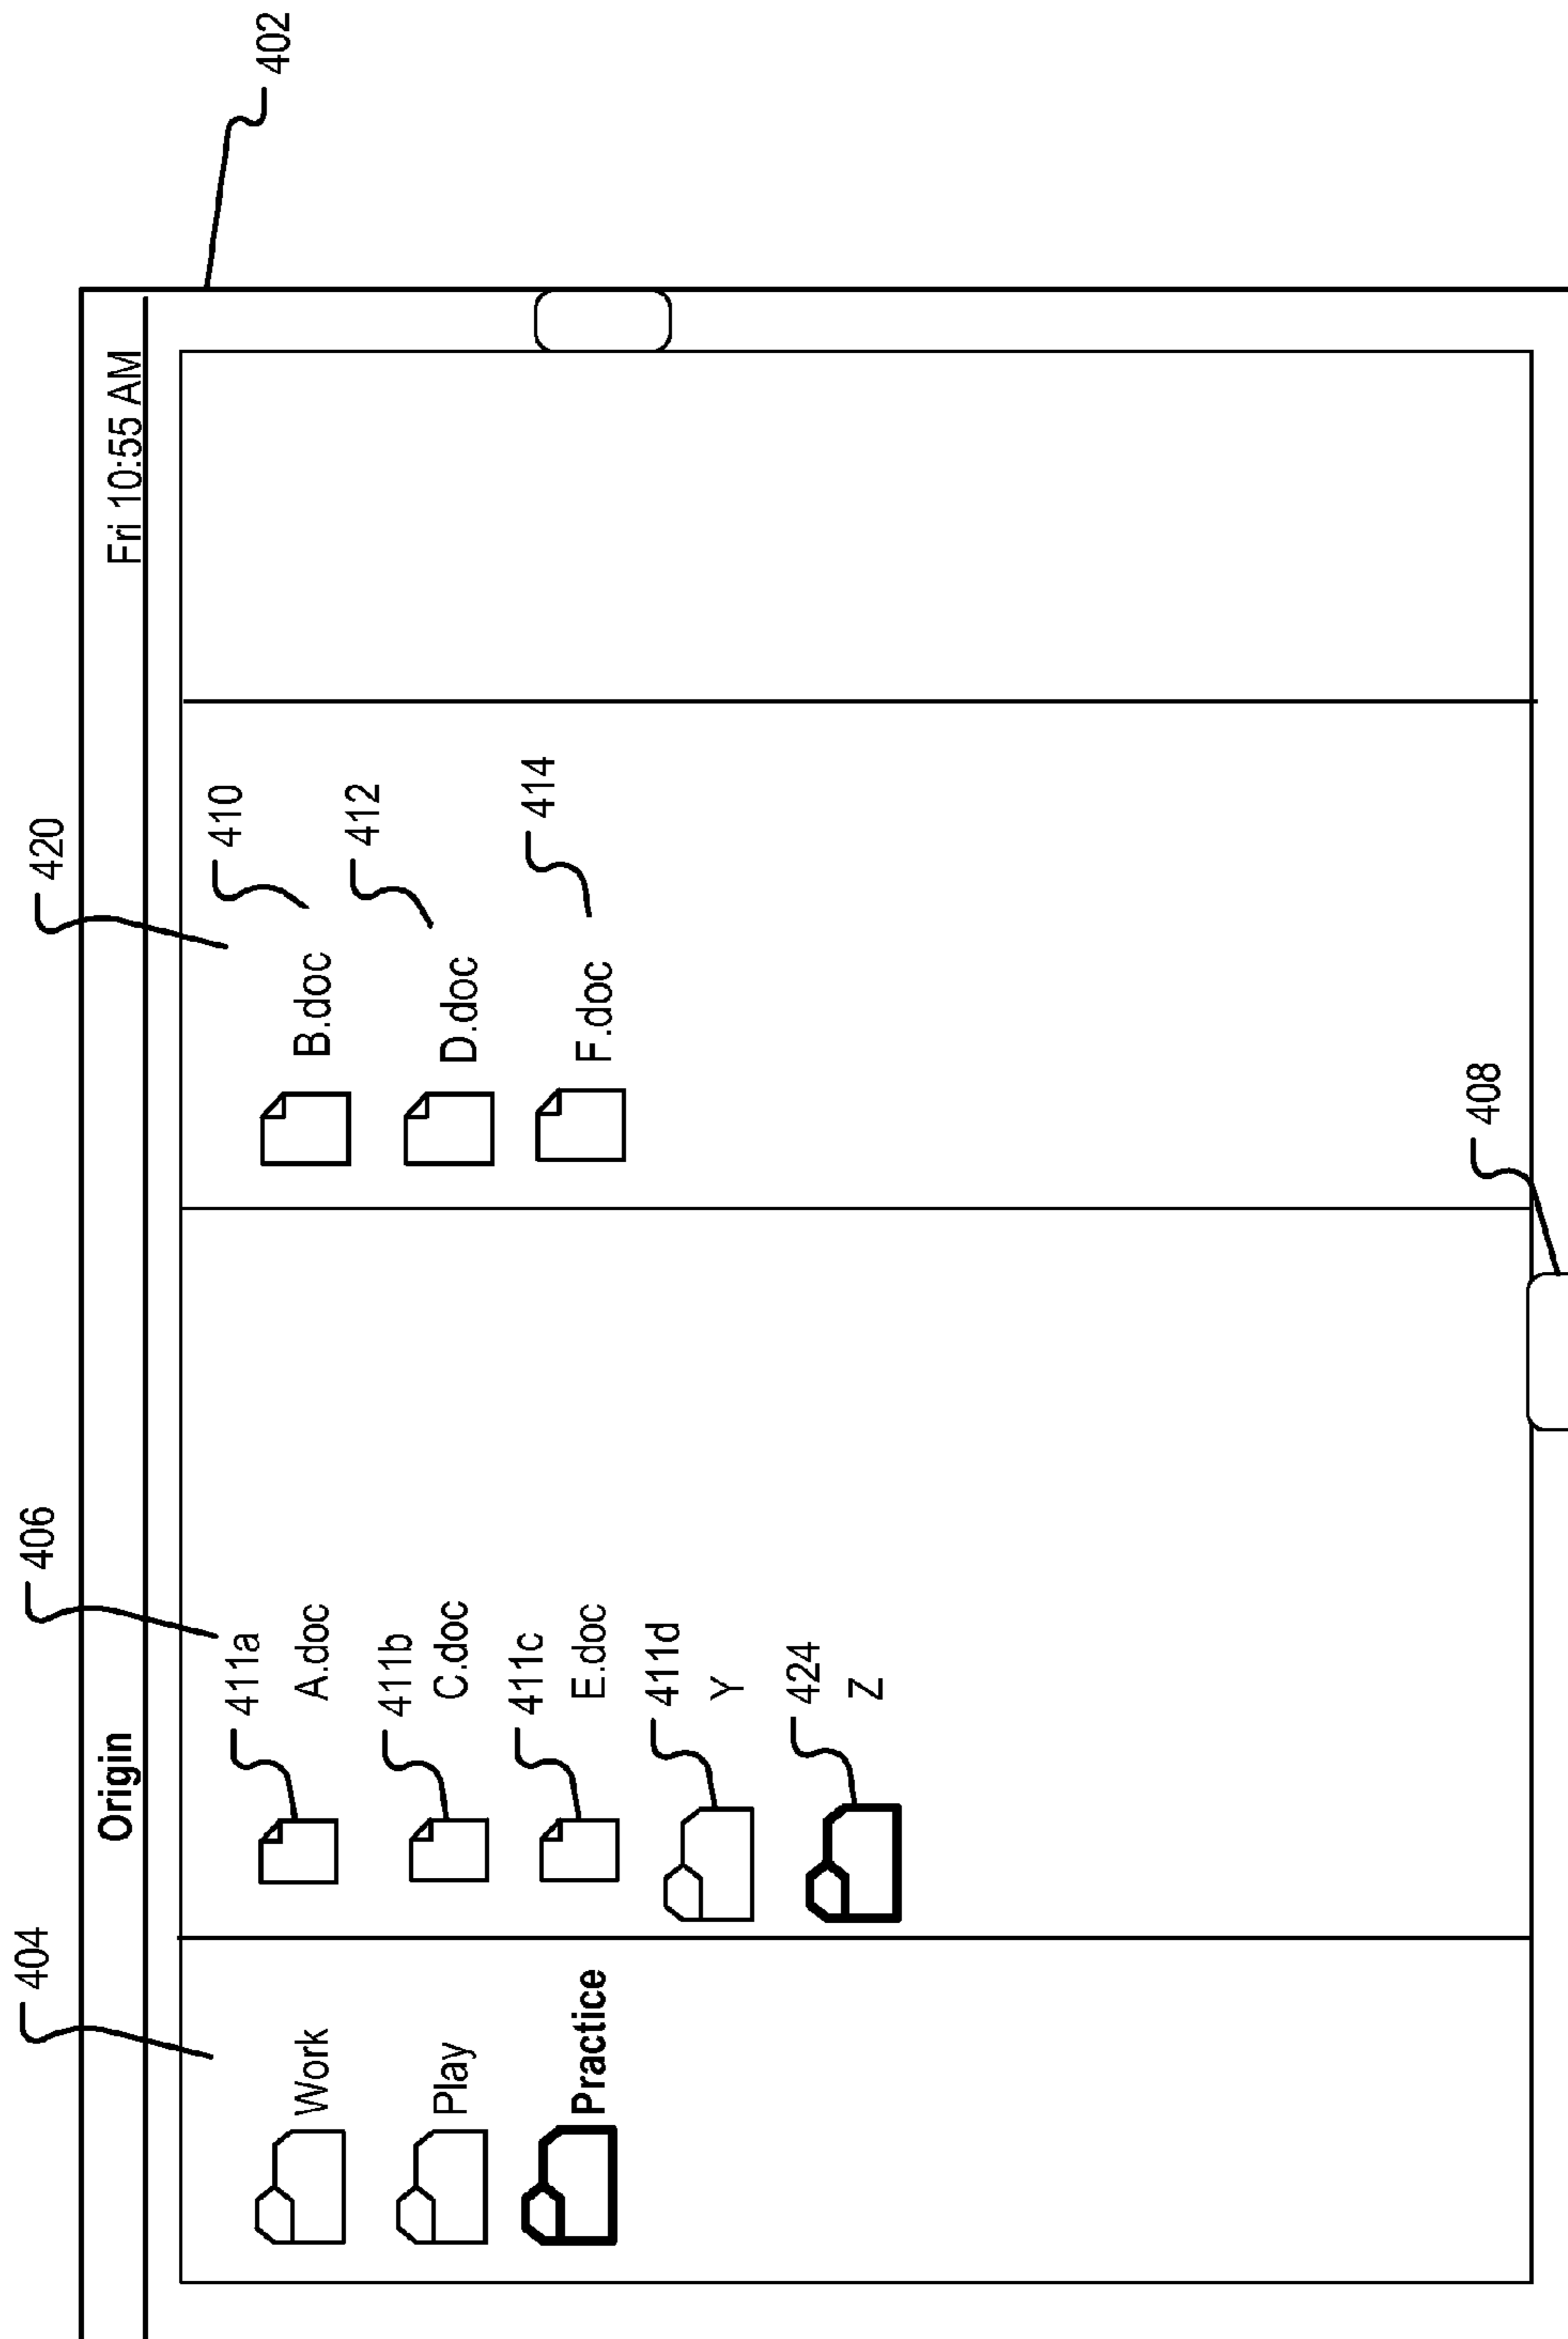 404
406
420
402
Origin
Fri 10:55 AM
Work
Play
Practice
411a
A.doc
411b
C.doc
411c
E.doc
411d
Y
424
Z
410
B.doc
412
D.doc
414
F.doc
408